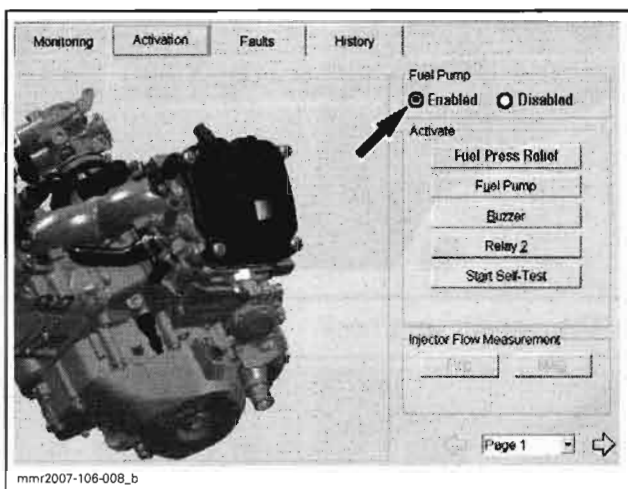 Monitoring Activation Faults History
Fuel Pump
Enabled Disabled
Activate
Fuel Press Relief
Fuel Pump
Buzzer
Relay 2
Start Self-Test
Injector Flow Measurement
Page 1
mmr2007-106-008_b